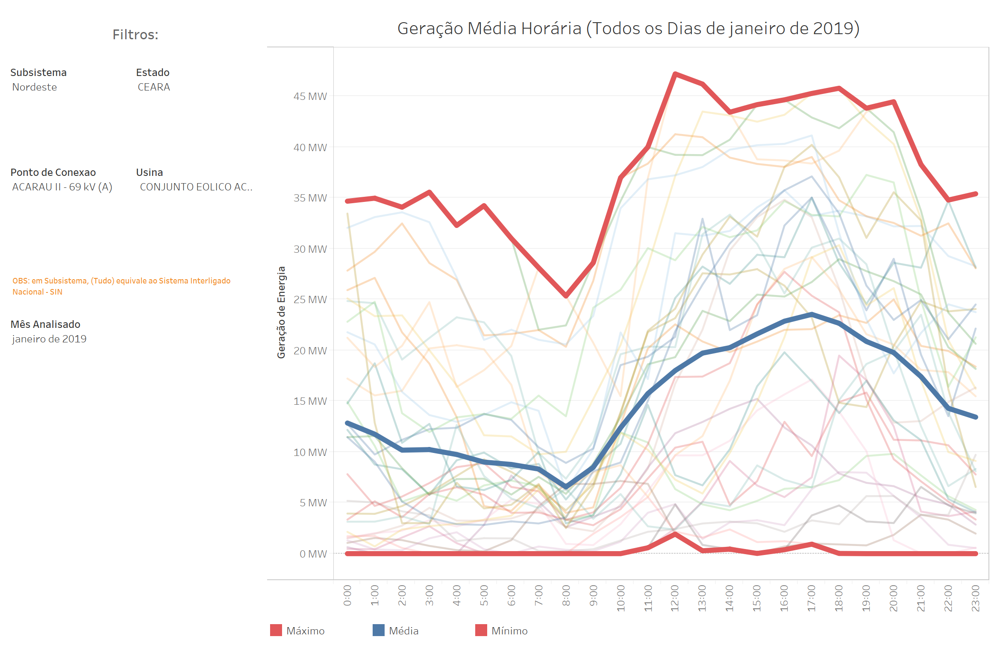 Filtros:
Subsistema
Nordeste
Estado
CEARA
Ponto de Conexao
ACARAU II - 69 kV (A)
Usina
CONJUNTO EOLICO AC..
OBS: em Subsistema, (Tudo) equivale ao Sistema Interligado
Nacional - SIN
Mês Analisado
janeiro de 2019
Geração Média Horária (Todos os Dias de janeiro de 2019)
Geração de Energia
45 MW
40 MW
35 MW
30 MW
25 MW
20 MW
15 MW
10 MW
5 MW
0 MW
0:00
1:00
2:00
3:00
4:00
5:00
6:00
7:00
8:00
9:00
10:00
11:00
12:00
13:00
14:00
15:00
16:00
17:00
18:00
19:00
20:00
21:00
22:00
23:00
Máximo
Média
Mínimo